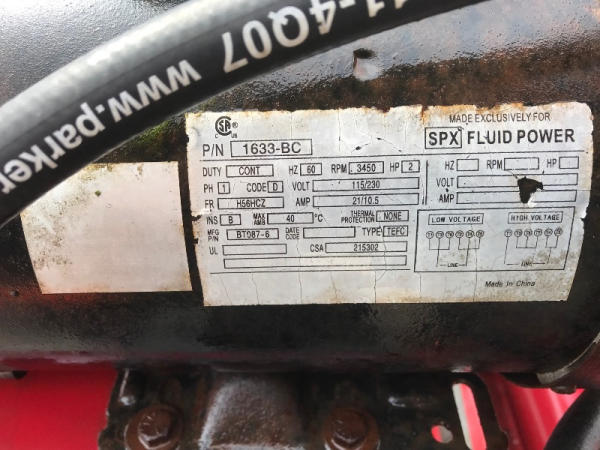 11-4Q07 www.parker
SA
MADE EXCLUSIVELY FOR
P/N 1633-BC
SPX FLUID POWER
DUTY CONT HZ 60 RPM 3450 HP 2
HZ RPM HP
PH 1 CODE D VOLT 115/230
VOLT
FR H56HCZ AMP 21/10.5
AMP
INS B MAX AMB 40 °C THERMAL PROTECTION NONE
LOW VOLTAGE HIGH VOLTAGE
MFG P/N BT087-6 DATE CODE TYPE TEFC
UL CSA 215302
LINE LINE
Made in China